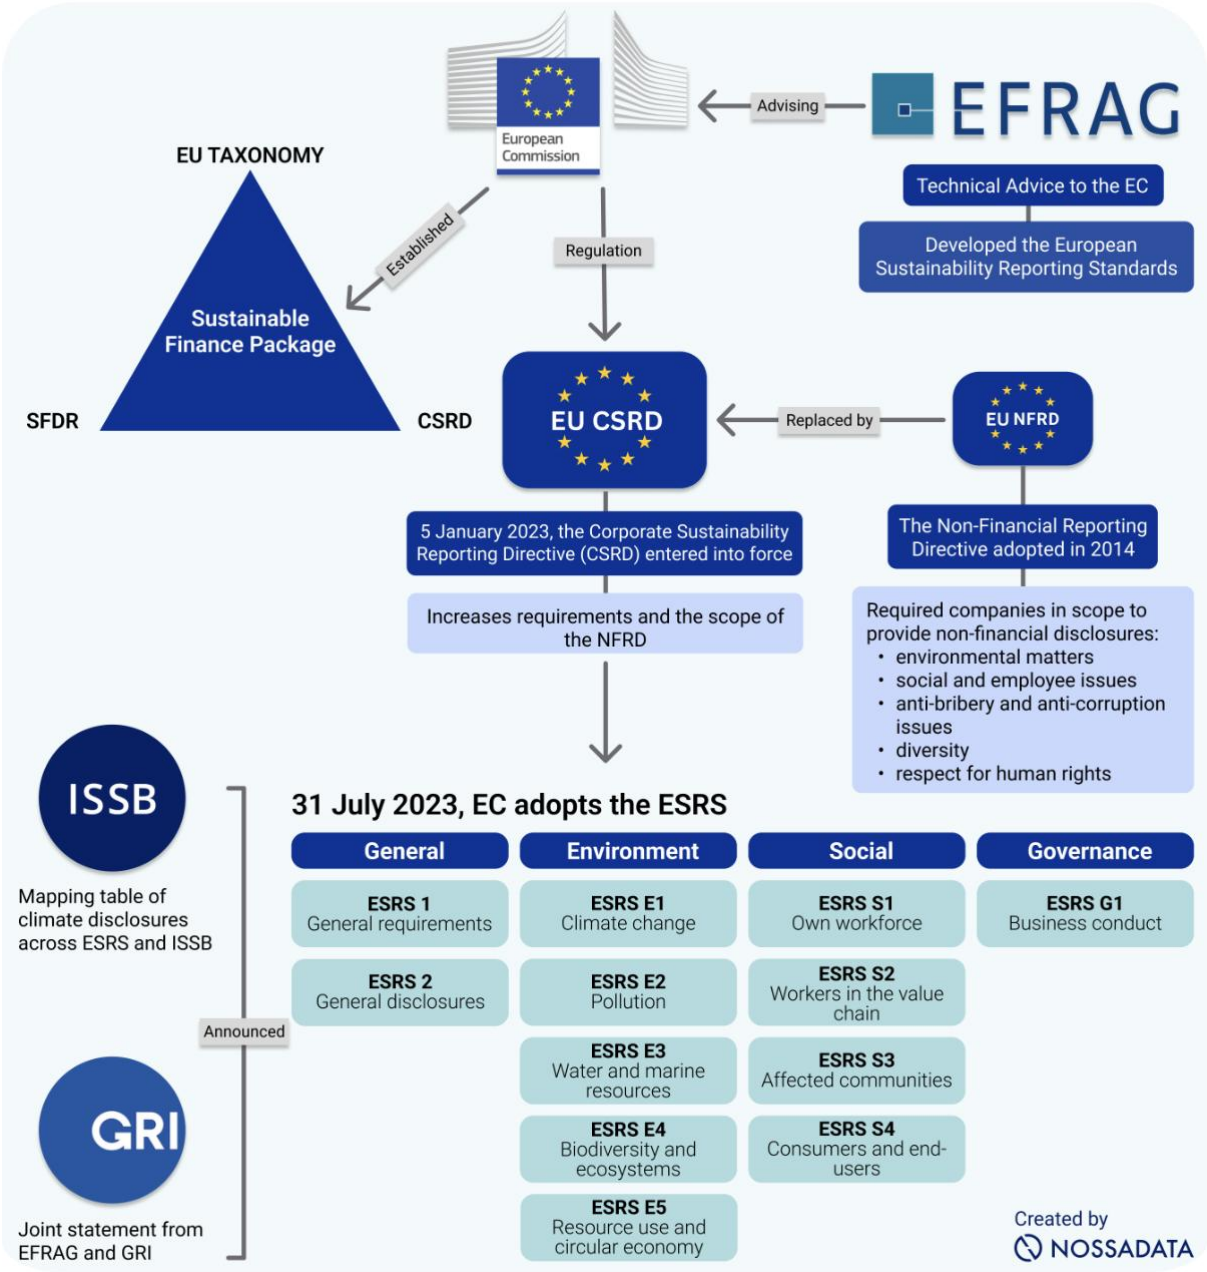 European
Commission
Advising
EFRAG
Technical Advice to the EC
Developed the European
Sustainability Reporting Standards
EU TAXONOMY
Established
Regulation
Sustainable
Finance Package
SFDR
CSRD
EU CSRD
Replaced by
EU NFRD
5 January 2023, the Corporate Sustainability
Reporting Directive (CSRD) entered into force
Increases requirements and the scope of
the NFRD
The Non-Financial Reporting
Directive adopted in 2014
Required companies in scope to
provide non-financial disclosures:
• environmental matters
• social and employee issues
• anti-bribery and anti-corruption
issues
• diversity
• respect for human rights
ISSB
Mapping table of
climate disclosures
across ESRS and ISSB
Announced
GRI
Joint statement from
EFRAG and GRI
31 July 2023, EC adopts the ESRS
General
ESRS 1
General requirements
ESRS 2
General disclosures
Environment
ESRS E1
Climate change
ESRS E2
Pollution
ESRS E3
Water and marine
resources
ESRS E4
Biodiversity and
ecosystems
ESRS E5
Resource use and
circular economy
Social
ESRS S1
Own workforce
ESRS S2
Workers in the value
chain
ESRS S3
Affected communities
ESRS S4
Consumers and end-
users
Governance
ESRS G1
Business conduct
Created by
NOSSADATA